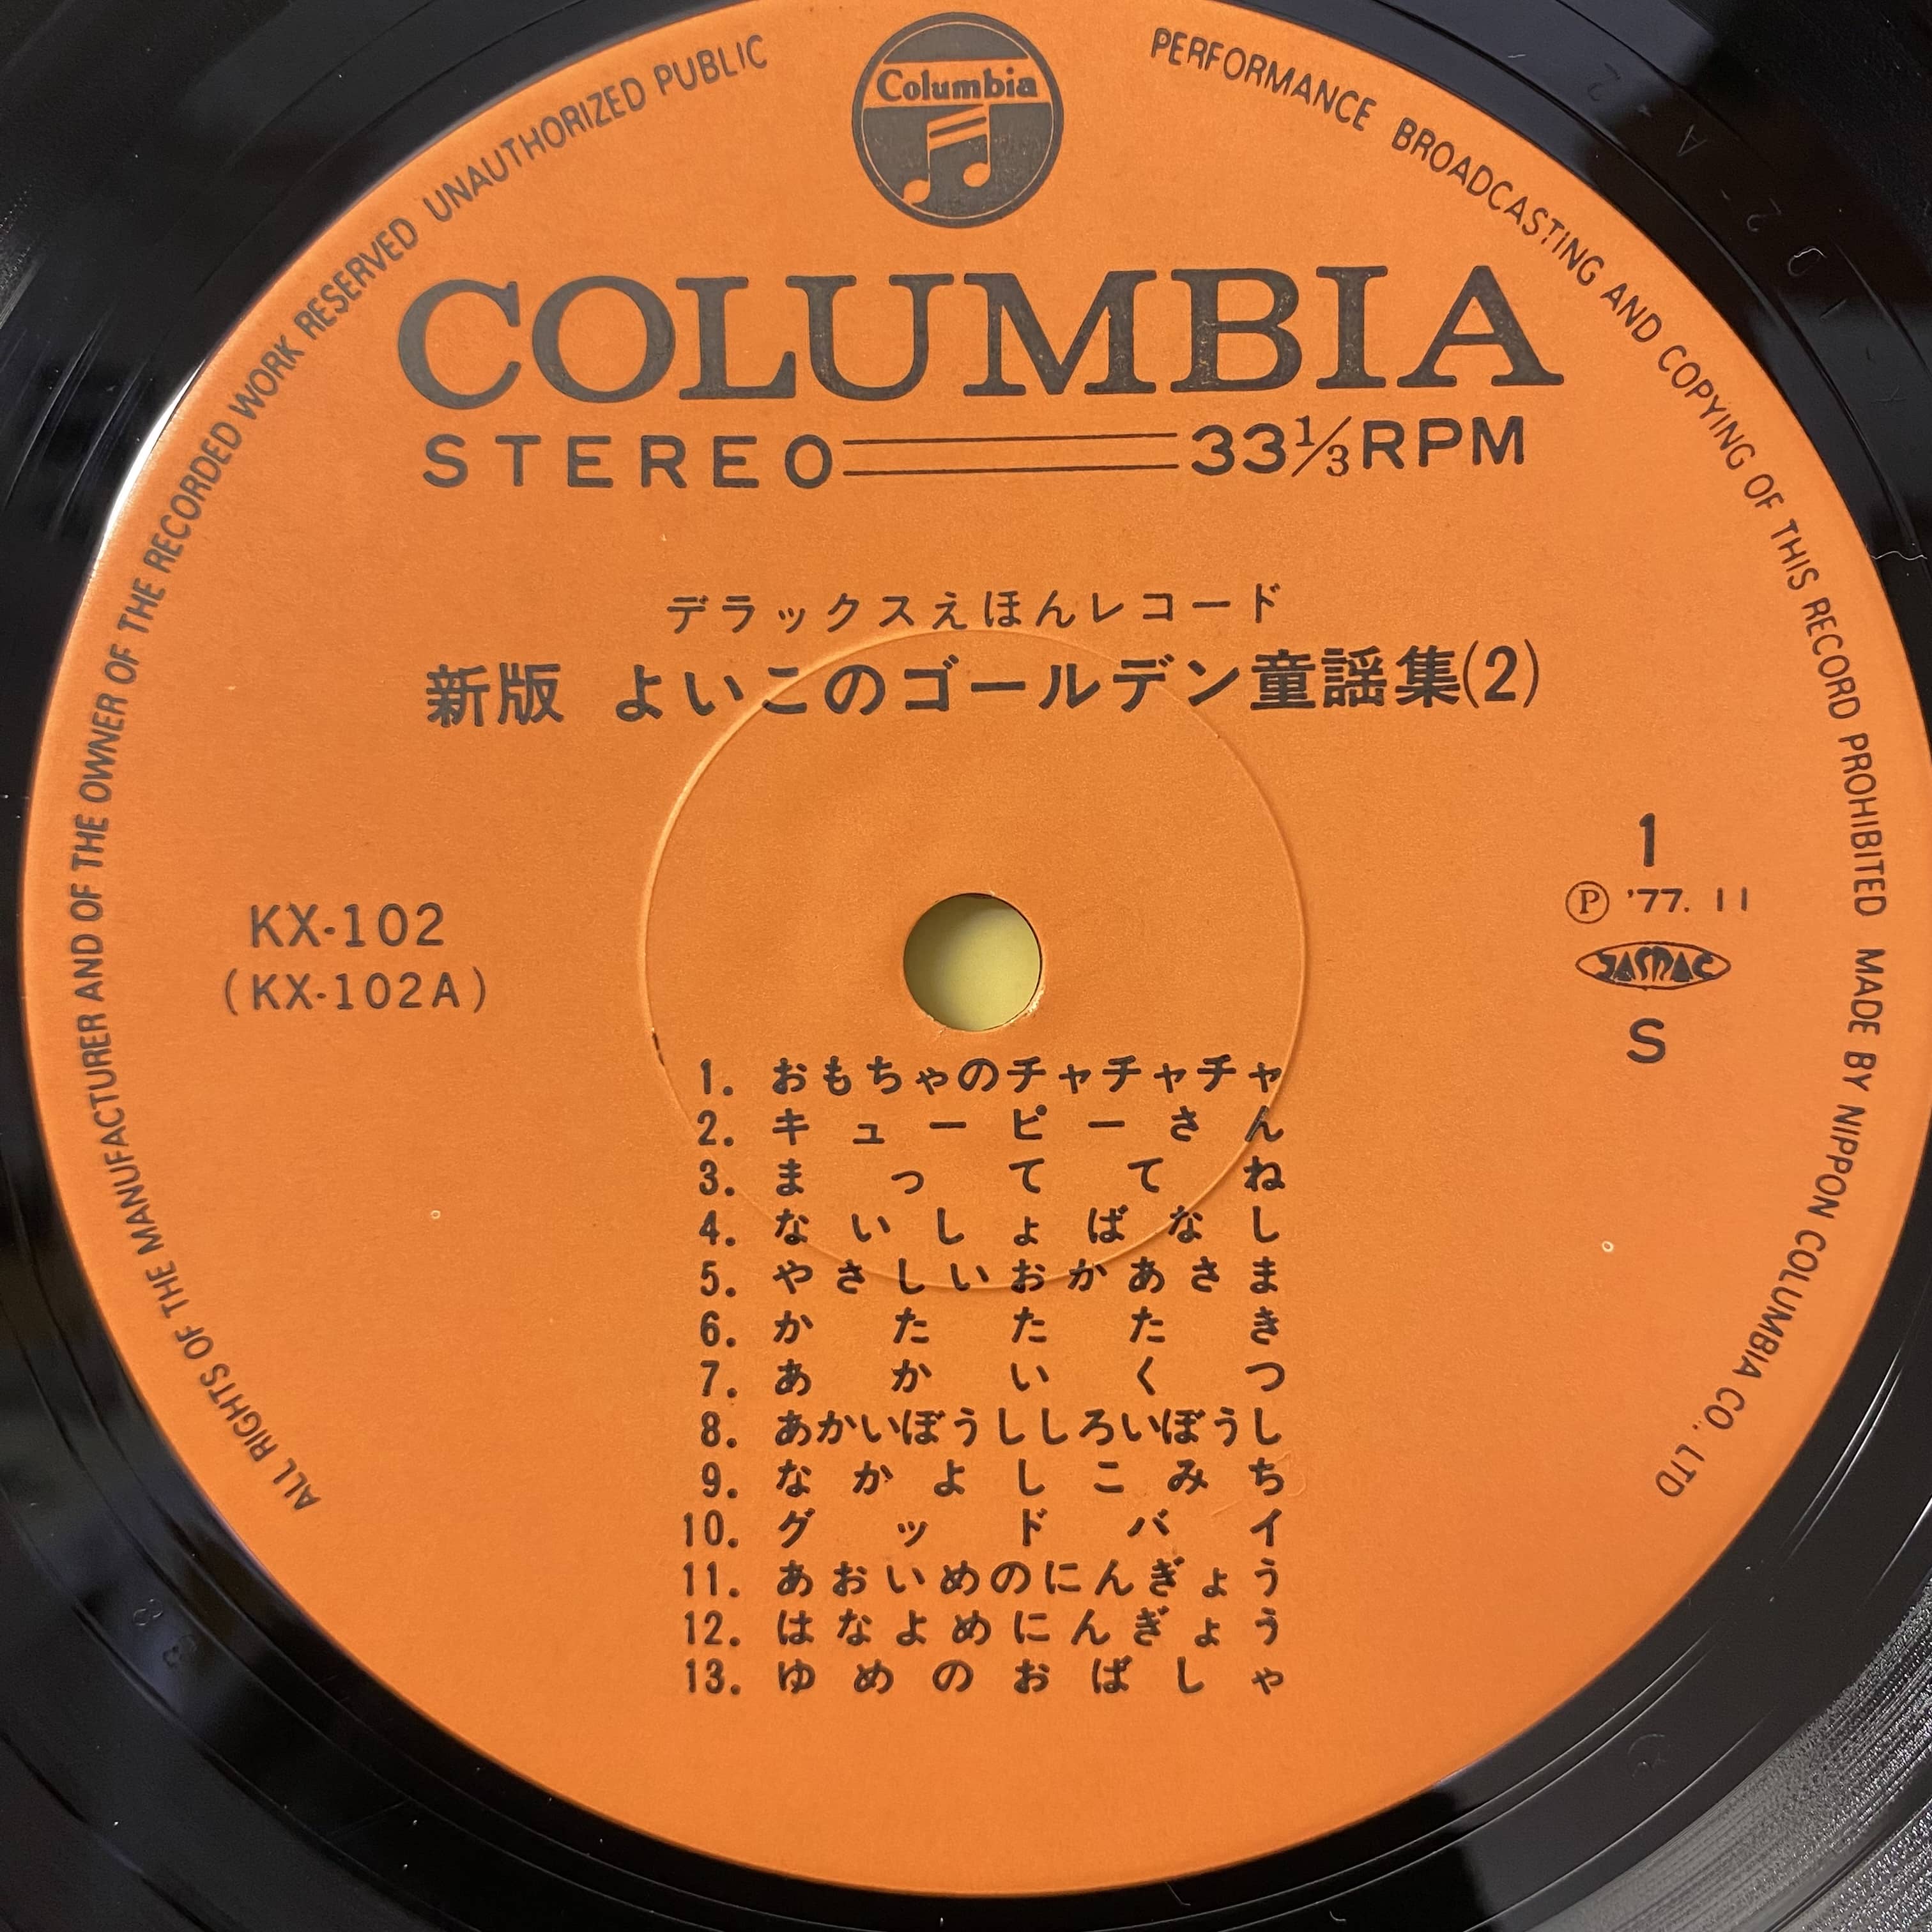 Columbia
ALL RIGHTS OF THE MANUFACTURER AND OF THE OWNER OF THE RECORDED WORK RESERVED UNAUTHORIZED PUBLIC PERFORMANCE BROADCASTING AND COPYING OF THIS RECORD PROHIBITED MADE BY NIPPON COLUMBIA CO., LTD
COLUMBIA
STEREO 33⅓RPM
デラックスえほんレコード
新版 よいこのゴールデン童謡集(2)
KX-102
(KX-102A)
1
Ⓟ '77. 11
JASRAC
S
1. おもちゃのチャチャチャ
2. キューピーさん
3. まっててね
4. ないしょばなし
5. やさしいおかあさま
6. かたたたき
7. あかいくつ
8. あかいぼうししろいぼうし
9. なかよしこみち
10. グッドバイ
11. あおいめのにんぎょう
12. はなよめにんぎょう
13. ゆめのおばしゃ